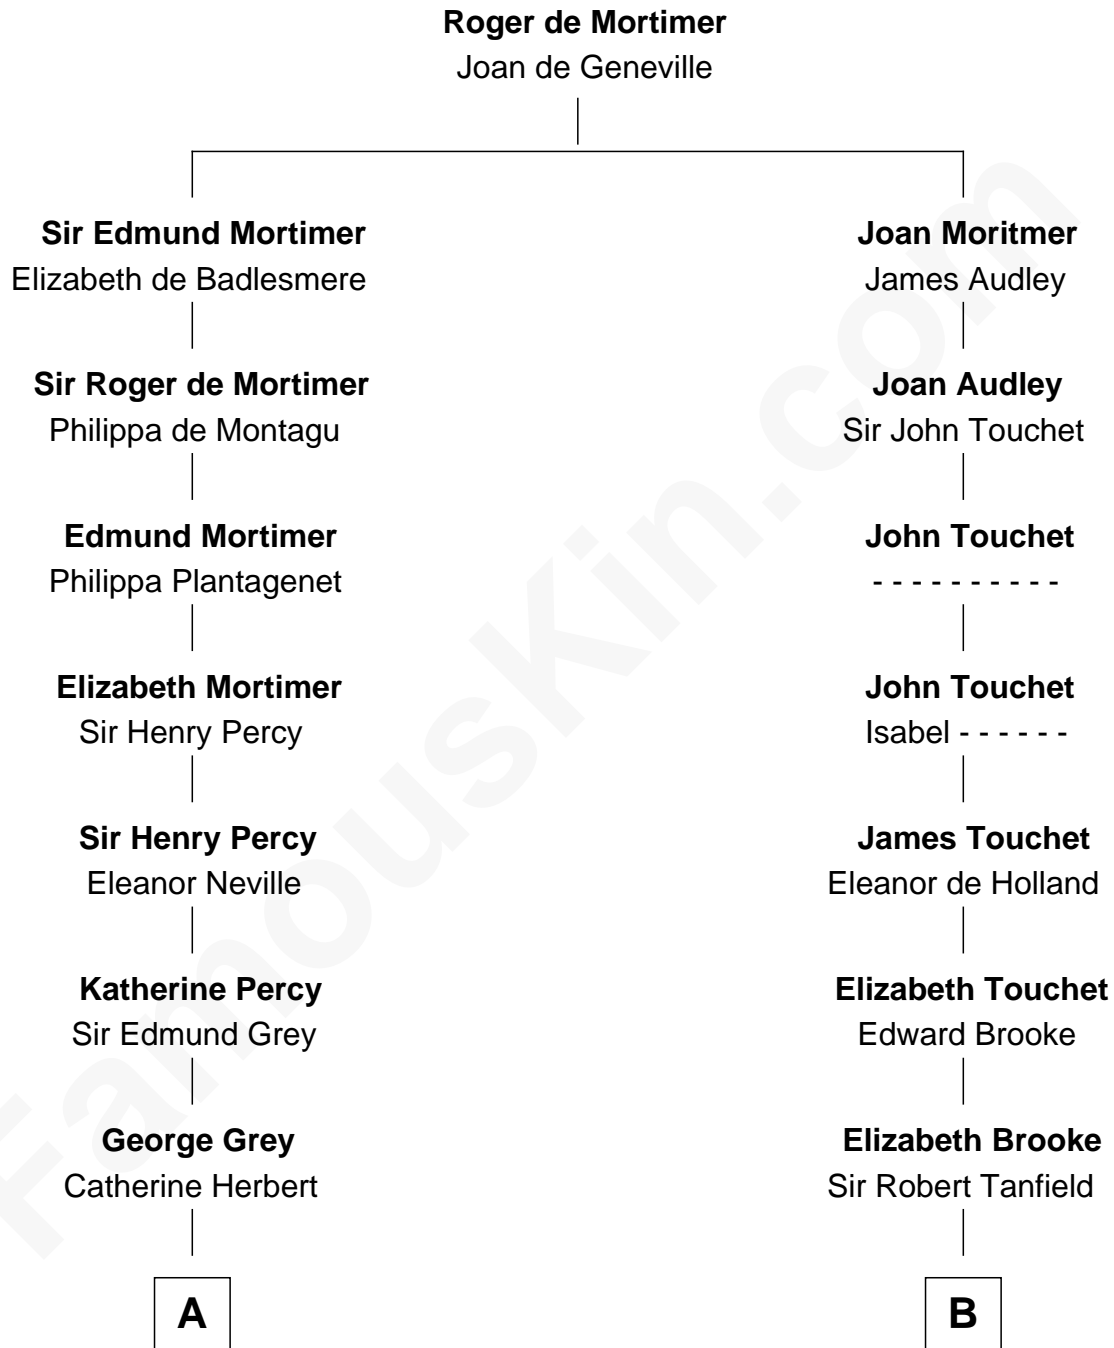 Roger de Mortimer
Joan de Geneville
Sir Edmund Mortimer
Elizabeth de Badlesmere
Joan Moritmer
James Audley
Sir Roger de Mortimer
Philippa de Montagu
Joan Audley
Sir John Touchet
Edmund Mortimer
Philippa Plantagenet
John Touchet
- - - - - - - - - -
Elizabeth Mortimer
Sir Henry Percy
John Touchet
Isabel - - - - - -
Sir Henry Percy
Eleanor Neville
James Touchet
Eleanor de Holland
Katherine Percy
Sir Edmund Grey
Elizabeth Touchet
Edward Brooke
George Grey
Catherine Herbert
Elizabeth Brooke
Sir Robert Tanfield
A
B
FamousKin.com